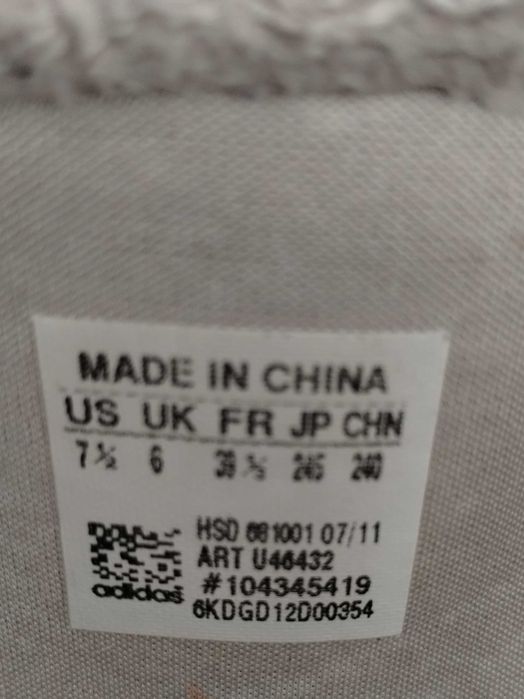 MADE IN CHINA
US UK FR JP CHN
7½ 6 39⅓ 245 240
HSD 681001 07/11
ART U46432
#104345419
adidas
6KDGD12D00354